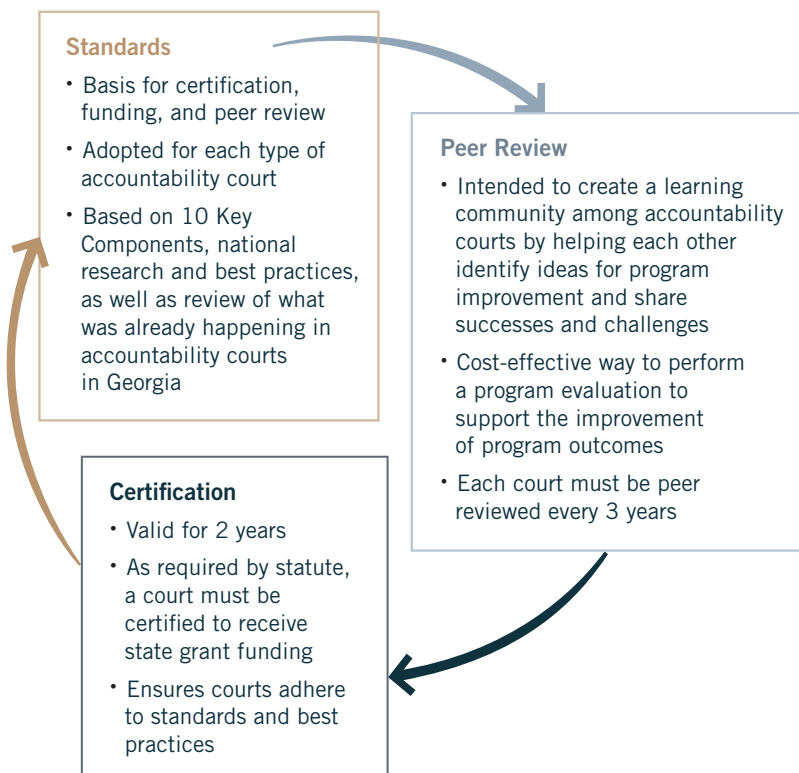 Standards
• Basis for certification,
funding, and peer review
• Adopted for each type of
accountability court
• Based on 10 Key
Components, national
research and best practices,
as well as review of what
was already happening in
accountability courts
in Georgia
Peer Review
• Intended to create a learning
community among accountability
courts by helping each other
identify ideas for program
improvement and share
successes and challenges
• Cost-effective way to perform
a program evaluation to
support the improvement
of program outcomes
• Each court must be peer
reviewed every 3 years
Certification
• Valid for 2 years
• As required by statute,
a court must be
certified to receive
state grant funding
• Ensures courts adhere
to standards and best
practices